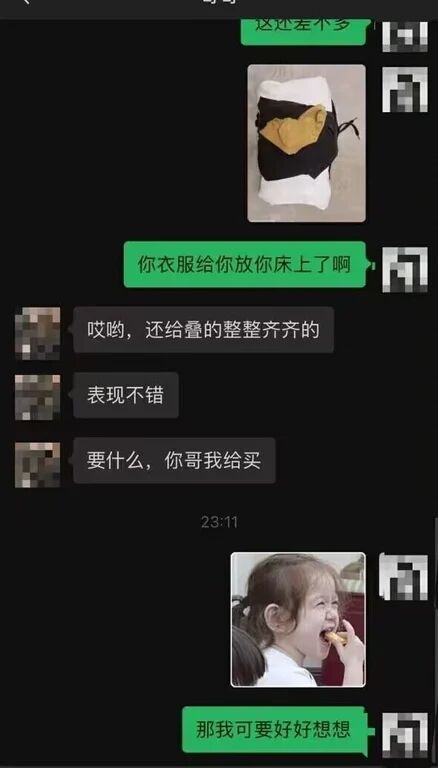 这还差不多
你衣服给你放你床上了啊
哎哟，还给叠的整整齐齐的
表现不错
要什么，你哥我给买
23:11
那我可要好好想想